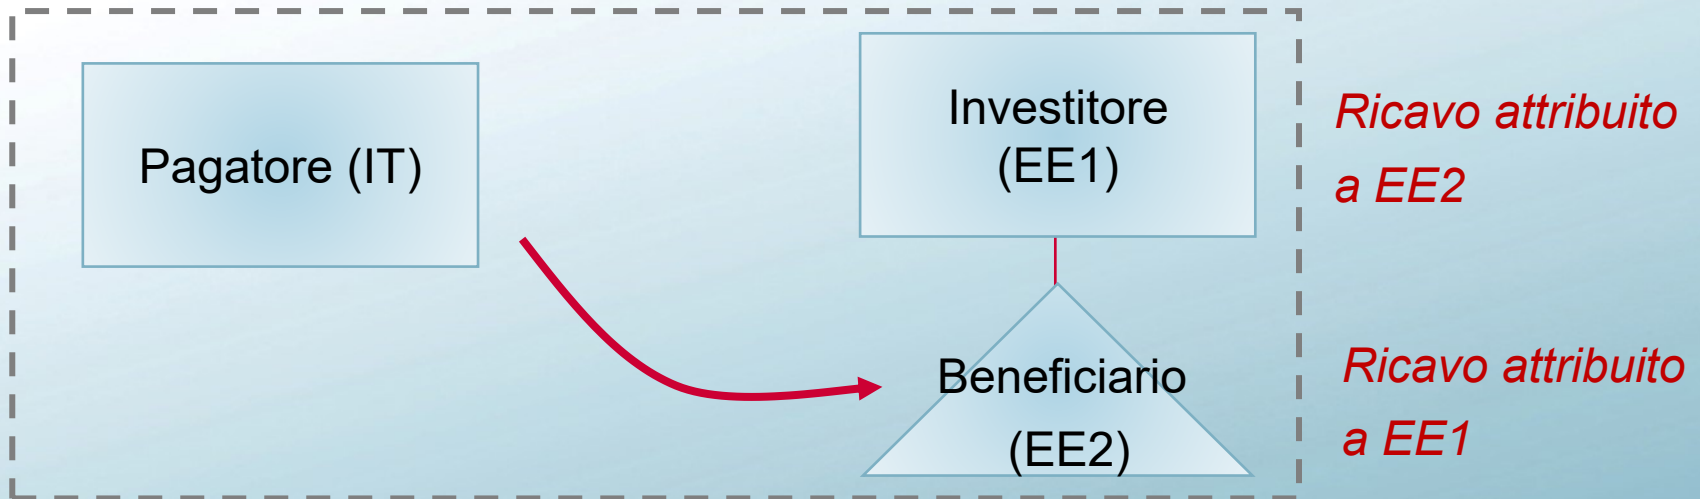 Pagatore (IT)
Investitore
(EE1)
Ricavo attribuito
a EE2
Beneficiario
(EE2)
Ricavo attribuito
a EE1